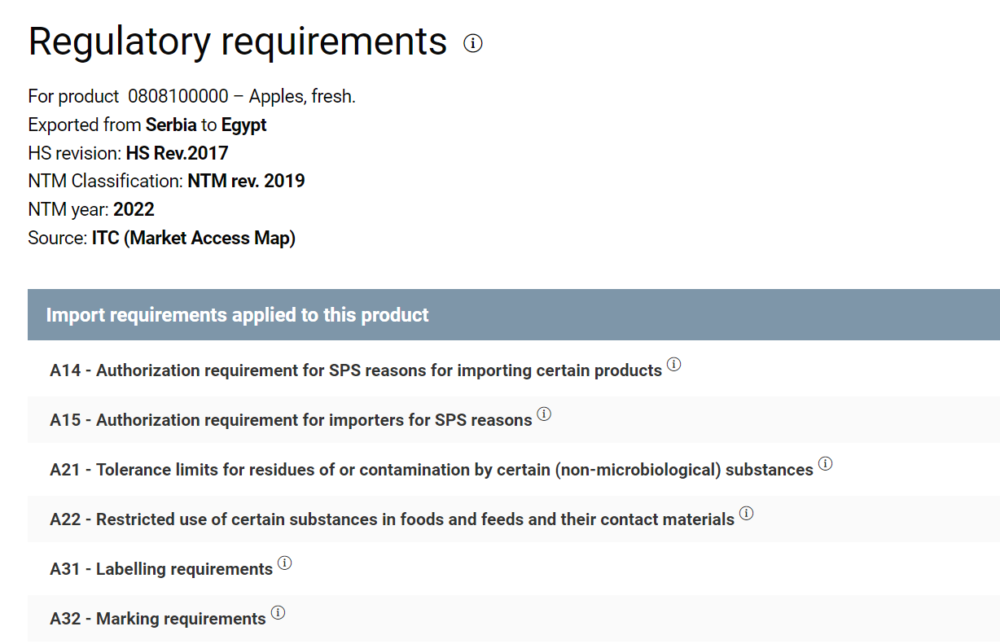 Regulatory requirements
For product 0808100000 – Apples, fresh.
Exported from Serbia to Egypt
HS revision: HS Rev.2017
NTM Classification: NTM rev. 2019
NTM year: 2022
Source: ITC (Market Access Map)
Import requirements applied to this product
A14 - Authorization requirement for SPS reasons for importing certain products
A15 - Authorization requirement for importers for SPS reasons
A21 - Tolerance limits for residues of or contamination by certain (non-microbiological) substances
A22 - Restricted use of certain substances in foods and feeds and their contact materials
A31 - Labelling requirements
A32 - Marking requirements